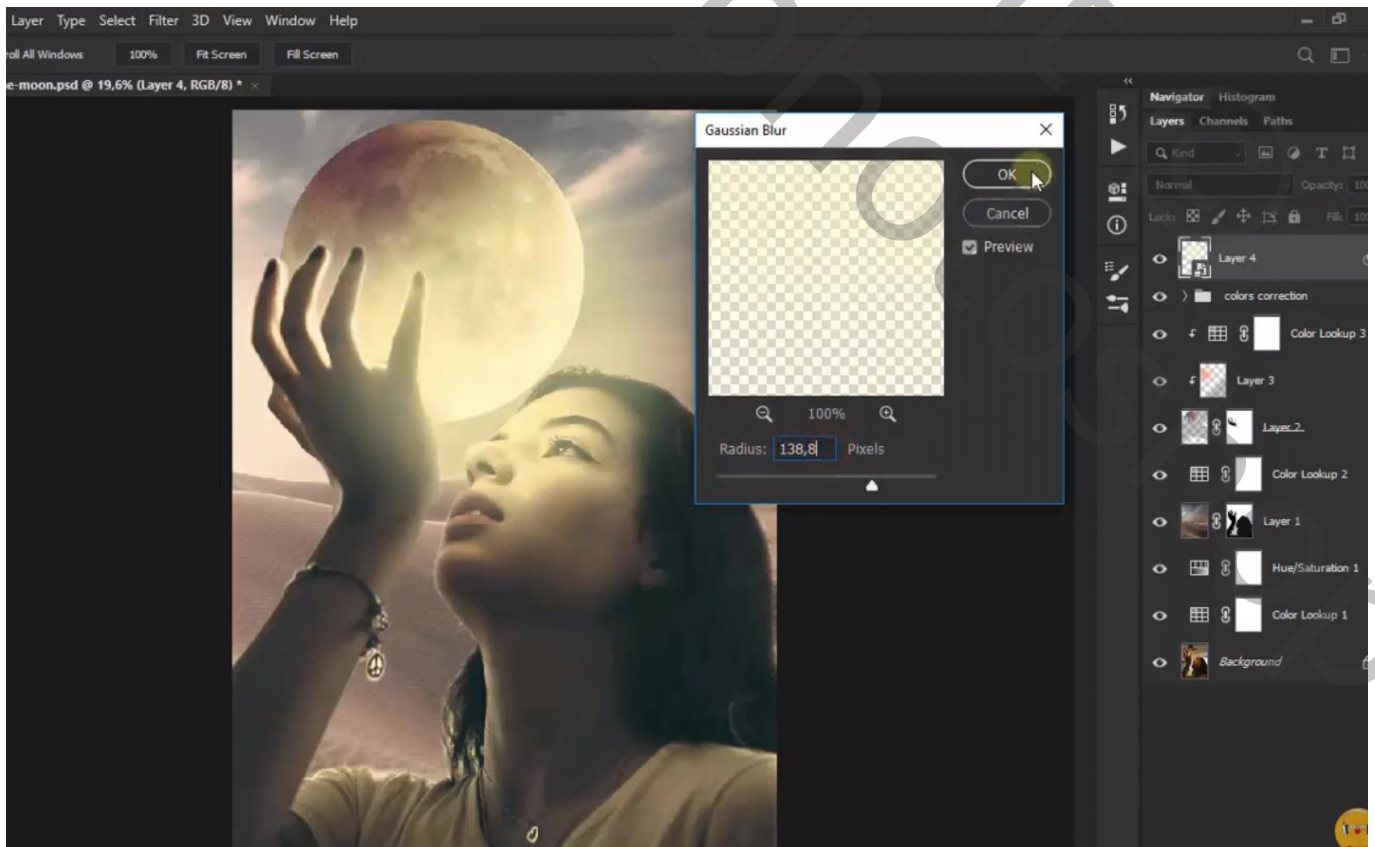 Layer Type Select Filter 3D View Window Help
roll All Windows 100% Fit Screen Fill Screen
e-moon.psd @ 19,6% (Layer 4, RGB/8) * ×
Gaussian Blur
OK
Cancel
Preview
100%
Radius: 138,8 Pixels
Navigator Histogram
Layers Channels Paths
Kind
Normal Opacity: 100
Lock: Fill: 100
Layer 4
colors correction
Color Lookup 3
Layer 3
Layer 2
Color Lookup 2
Layer 1
Hue/Saturation 1
Color Lookup 1
Background